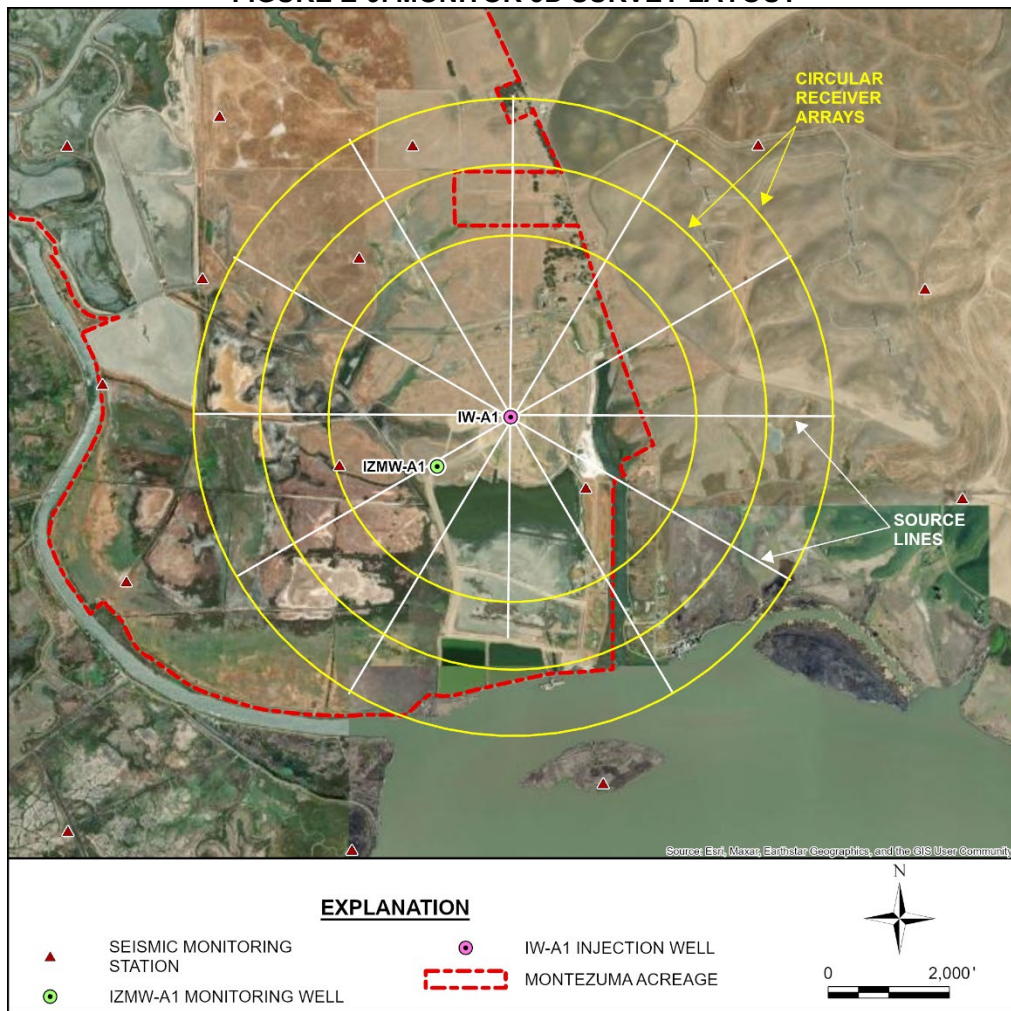 CIRCULAR
RECEIVER
ARRAYS
IW-A1
IZMW-A1
SOURCE
LINES
Source: Esri, Maxar, Earthstar Geographics, and the GIS User Community
EXPLANATION
N
SEISMIC MONITORING
STATION
IW-A1 INJECTION WELL
MONTEZUMA ACREAGE
IZMW-A1 MONITORING WELL
0 2,000'